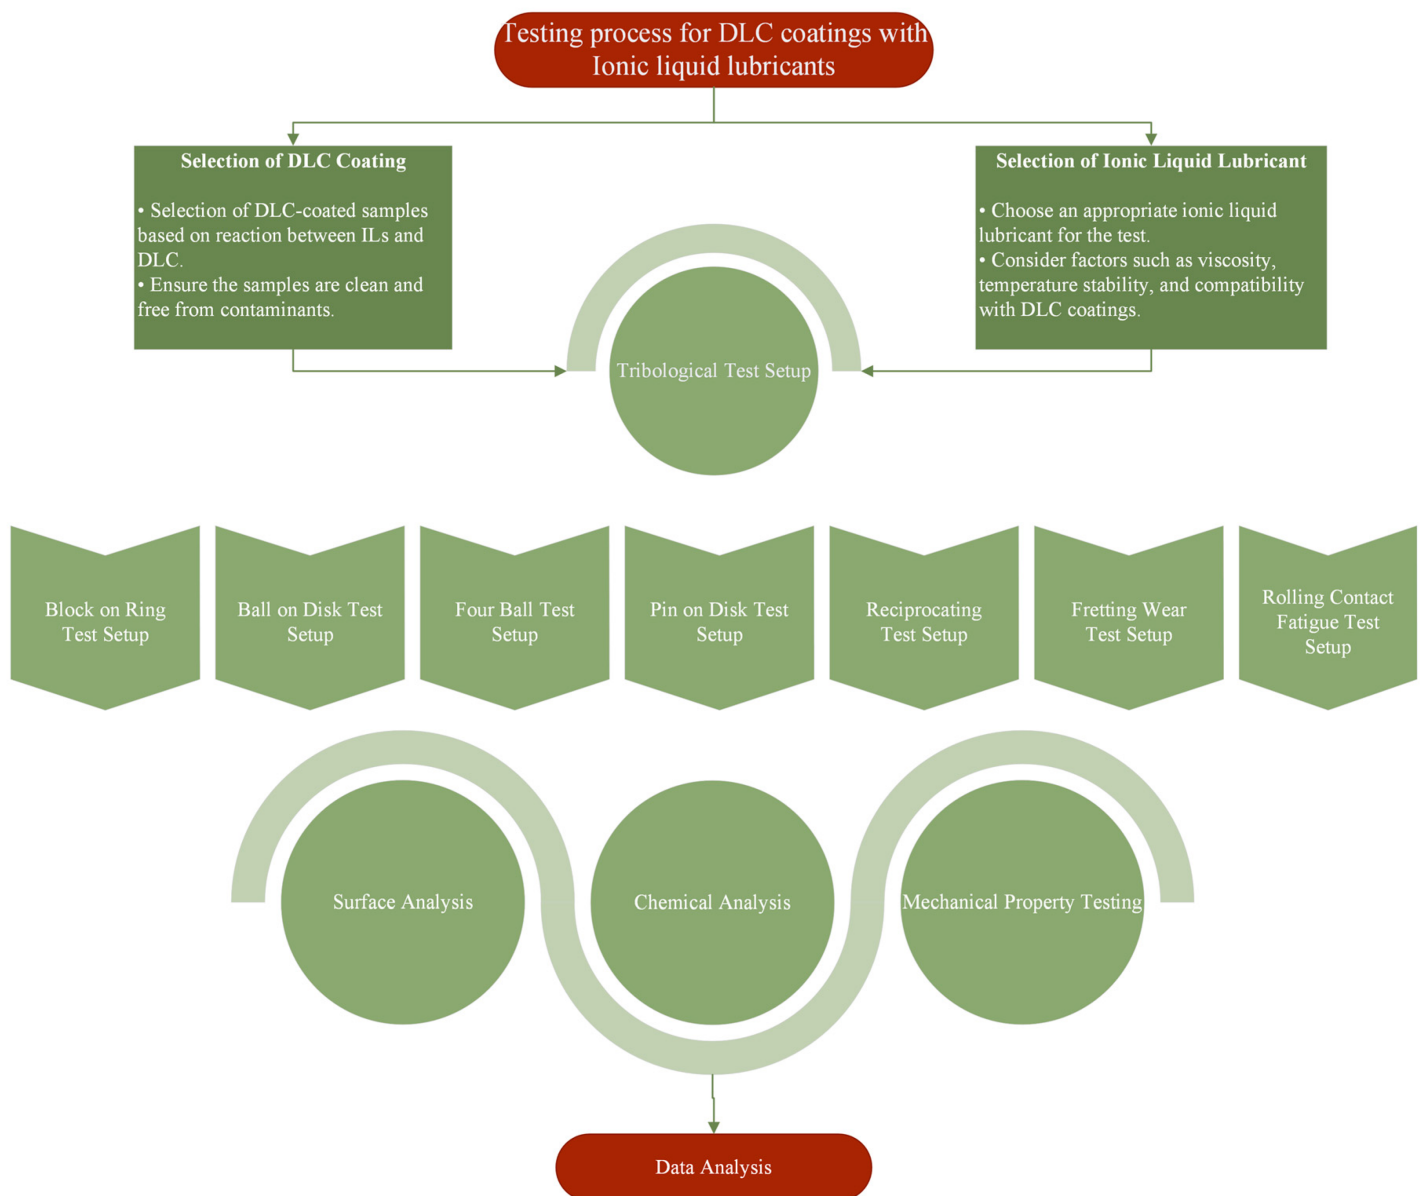 Testing process for DLC coatings with
Ionic liquid lubricants
Selection of DLC Coating
• Selection of DLC-coated samples
based on reaction between ILs and
DLC.
• Ensure the samples are clean and
free from contaminants.
Selection of Ionic Liquid Lubricant
• Choose an appropriate ionic liquid
lubricant for the test.
• Consider factors such as viscosity,
temperature stability, and compatibility
with DLC coatings.
Tribological Test Setup
Block on Ring
Test Setup
Ball on Disk Test
Setup
Four Ball Test
Setup
Pin on Disk Test
Setup
Reciprocating
Test Setup
Fretting Wear
Test Setup
Rolling Contact
Fatigue Test
Setup
Surface Analysis
Chemical Analysis
Mechanical Property Testing
Data Analysis